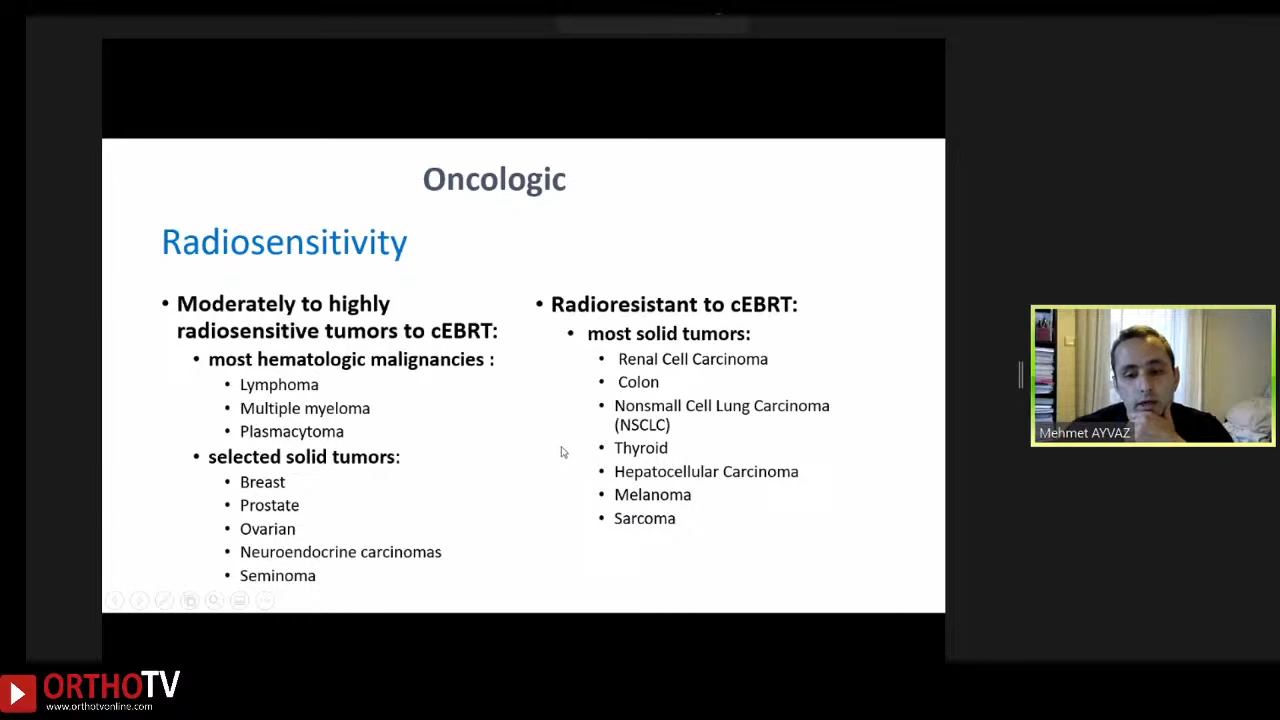 Oncologic
Radiosensitivity
• Moderately to highly
radiosensitive tumors to cEBRT:
• most hematologic malignancies :
• Lymphoma
• Multiple myeloma
• Plasmacytoma
• selected solid tumors:
• Breast
• Prostate
• Ovarian
• Neuroendocrine carcinomas
• Seminoma
• Radioresistant to cEBRT:
• most solid tumors:
• Renal Cell Carcinoma
• Colon
• Nonsmall Cell Lung Carcinoma
(NSCLC)
• Thyroid
• Hepatocellular Carcinoma
• Melanoma
• Sarcoma
Mehmet AYVAZ
ORTHOTV
www.orthotvonline.com